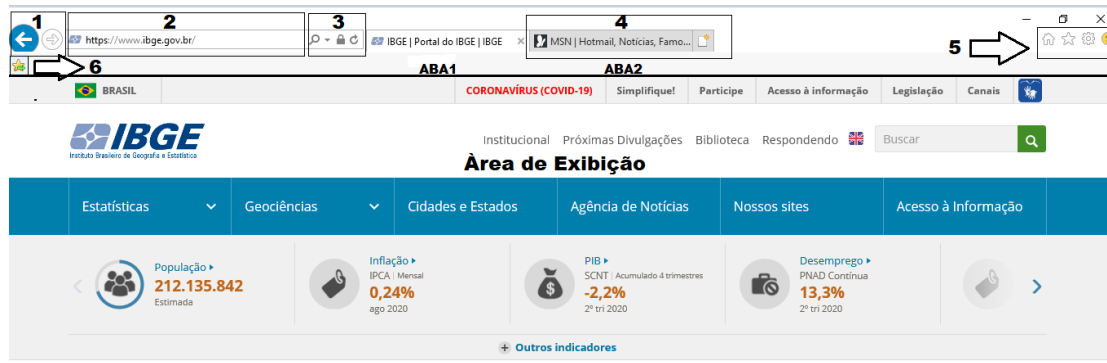 1 2 3 4
https://www.ibge.gov.br/ IBGE | Portal do IBGE | IBGE × MSN | Hotmail, Notícias, Famo...
5
6 ABA1 ABA2
BRASIL CORONAVÍRUS (COVID-19) Simplifique! Participe Acesso à informação Legislação Canais
IBGE
Instituto Brasileiro de Geografia e Estatística
Institucional Próximas Divulgações Biblioteca Respondendo Buscar
Àrea de Exibição
Estatísticas Geociências Cidades e Estados Agência de Notícias Nossos sites Acesso à Informação
População
212.135.842
Estimada
Inflação
IPCA | Mensal
0,24%
ago 2020
PIB
SCNT | Acumulado 4 trimestres
-2,2%
2º tri 2020
Desemprego
PNAD Contínua
13,3%
2º tri 2020
+ Outros indicadores